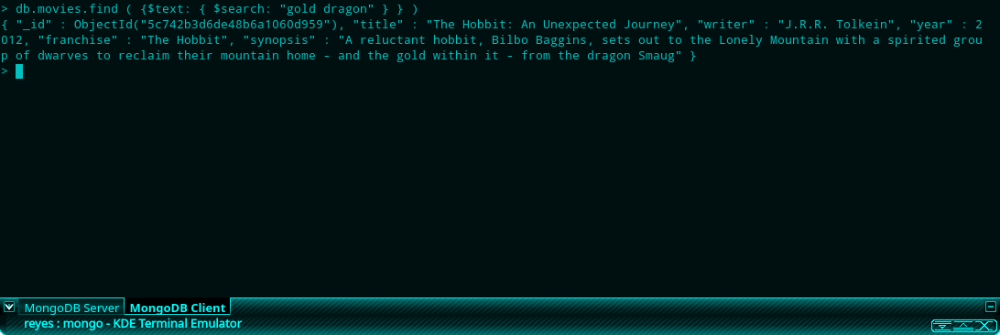 > db.movies.find ( {$text: { $search: "gold dragon" } } )
{ "_id" : ObjectId("5c742b3d6de48b6a1060d959"), "title" : "The Hobbit: An Unexpected Journey", "writer" : "J.R.R. Tolkein", "year" : 2
012, "franchise" : "The Hobbit", "synopsis" : "A reluctant hobbit, Bilbo Baggins, sets out to the Lonely Mountain with a spirited grou
p of dwarves to reclaim their mountain home - and the gold within it - from the dragon Smaug" }
>
MongoDB Server MongoDB Client
reyes : mongo - KDE Terminal Emulator